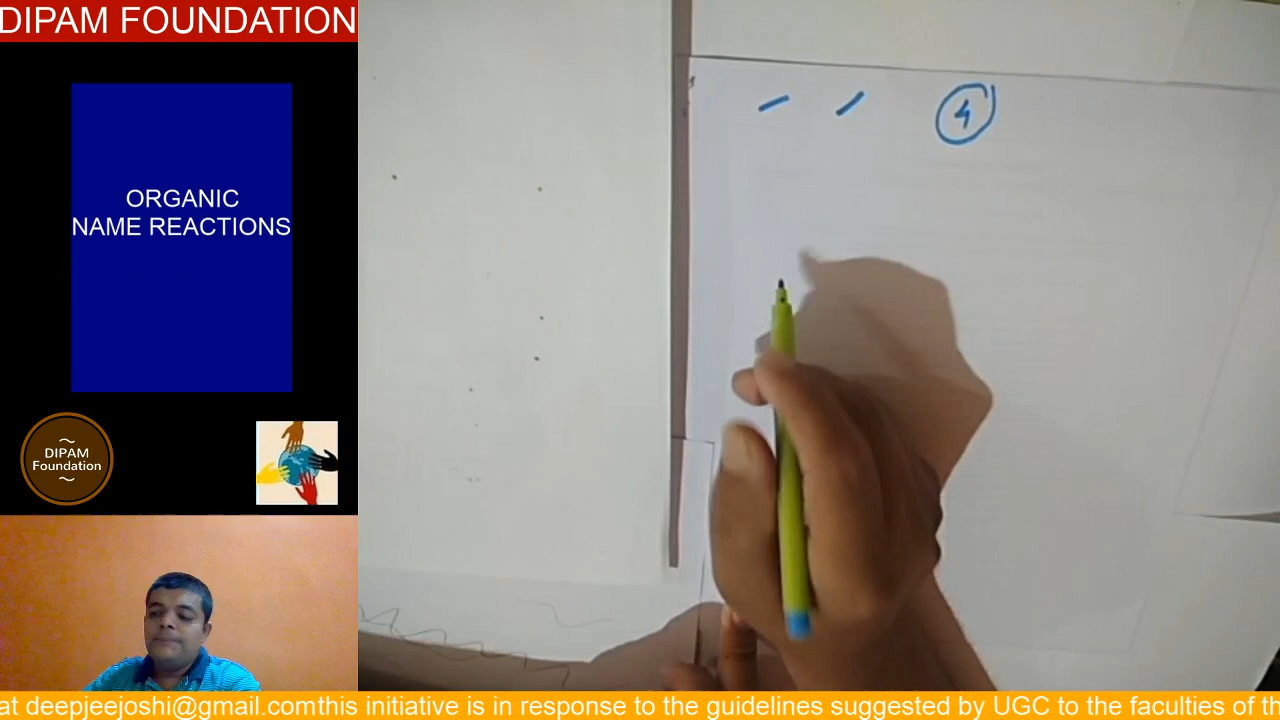 DIPAM FOUNDATION
ORGANIC
NAME REACTIONS
~
DIPAM
Foundation
~
4
at deepjeejoshi@gmail.comthis initiative is in response to the guidelines suggested by UGC to the faculties of th